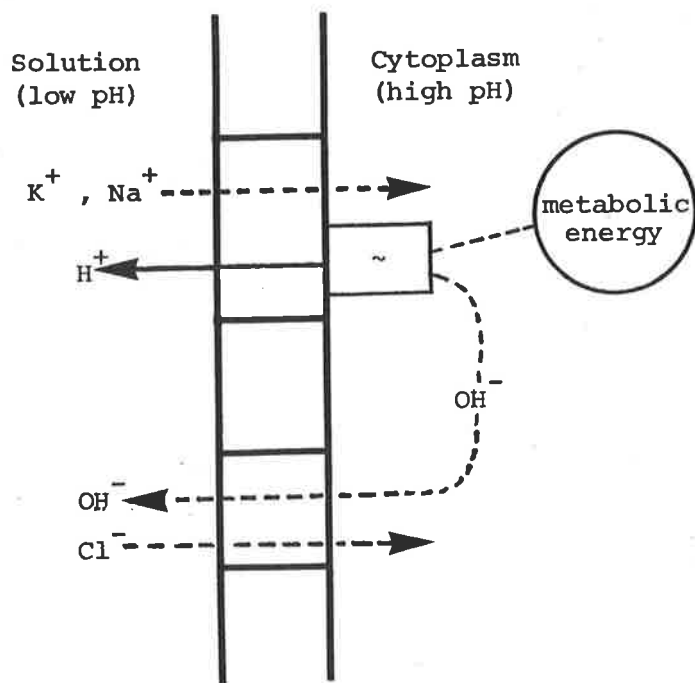 Solution
(low pH)
Cytoplasm
(high pH)
K⁺ , Na⁺
metabolic
energy
~
H⁺
OH⁻
OH⁻
Cl⁻